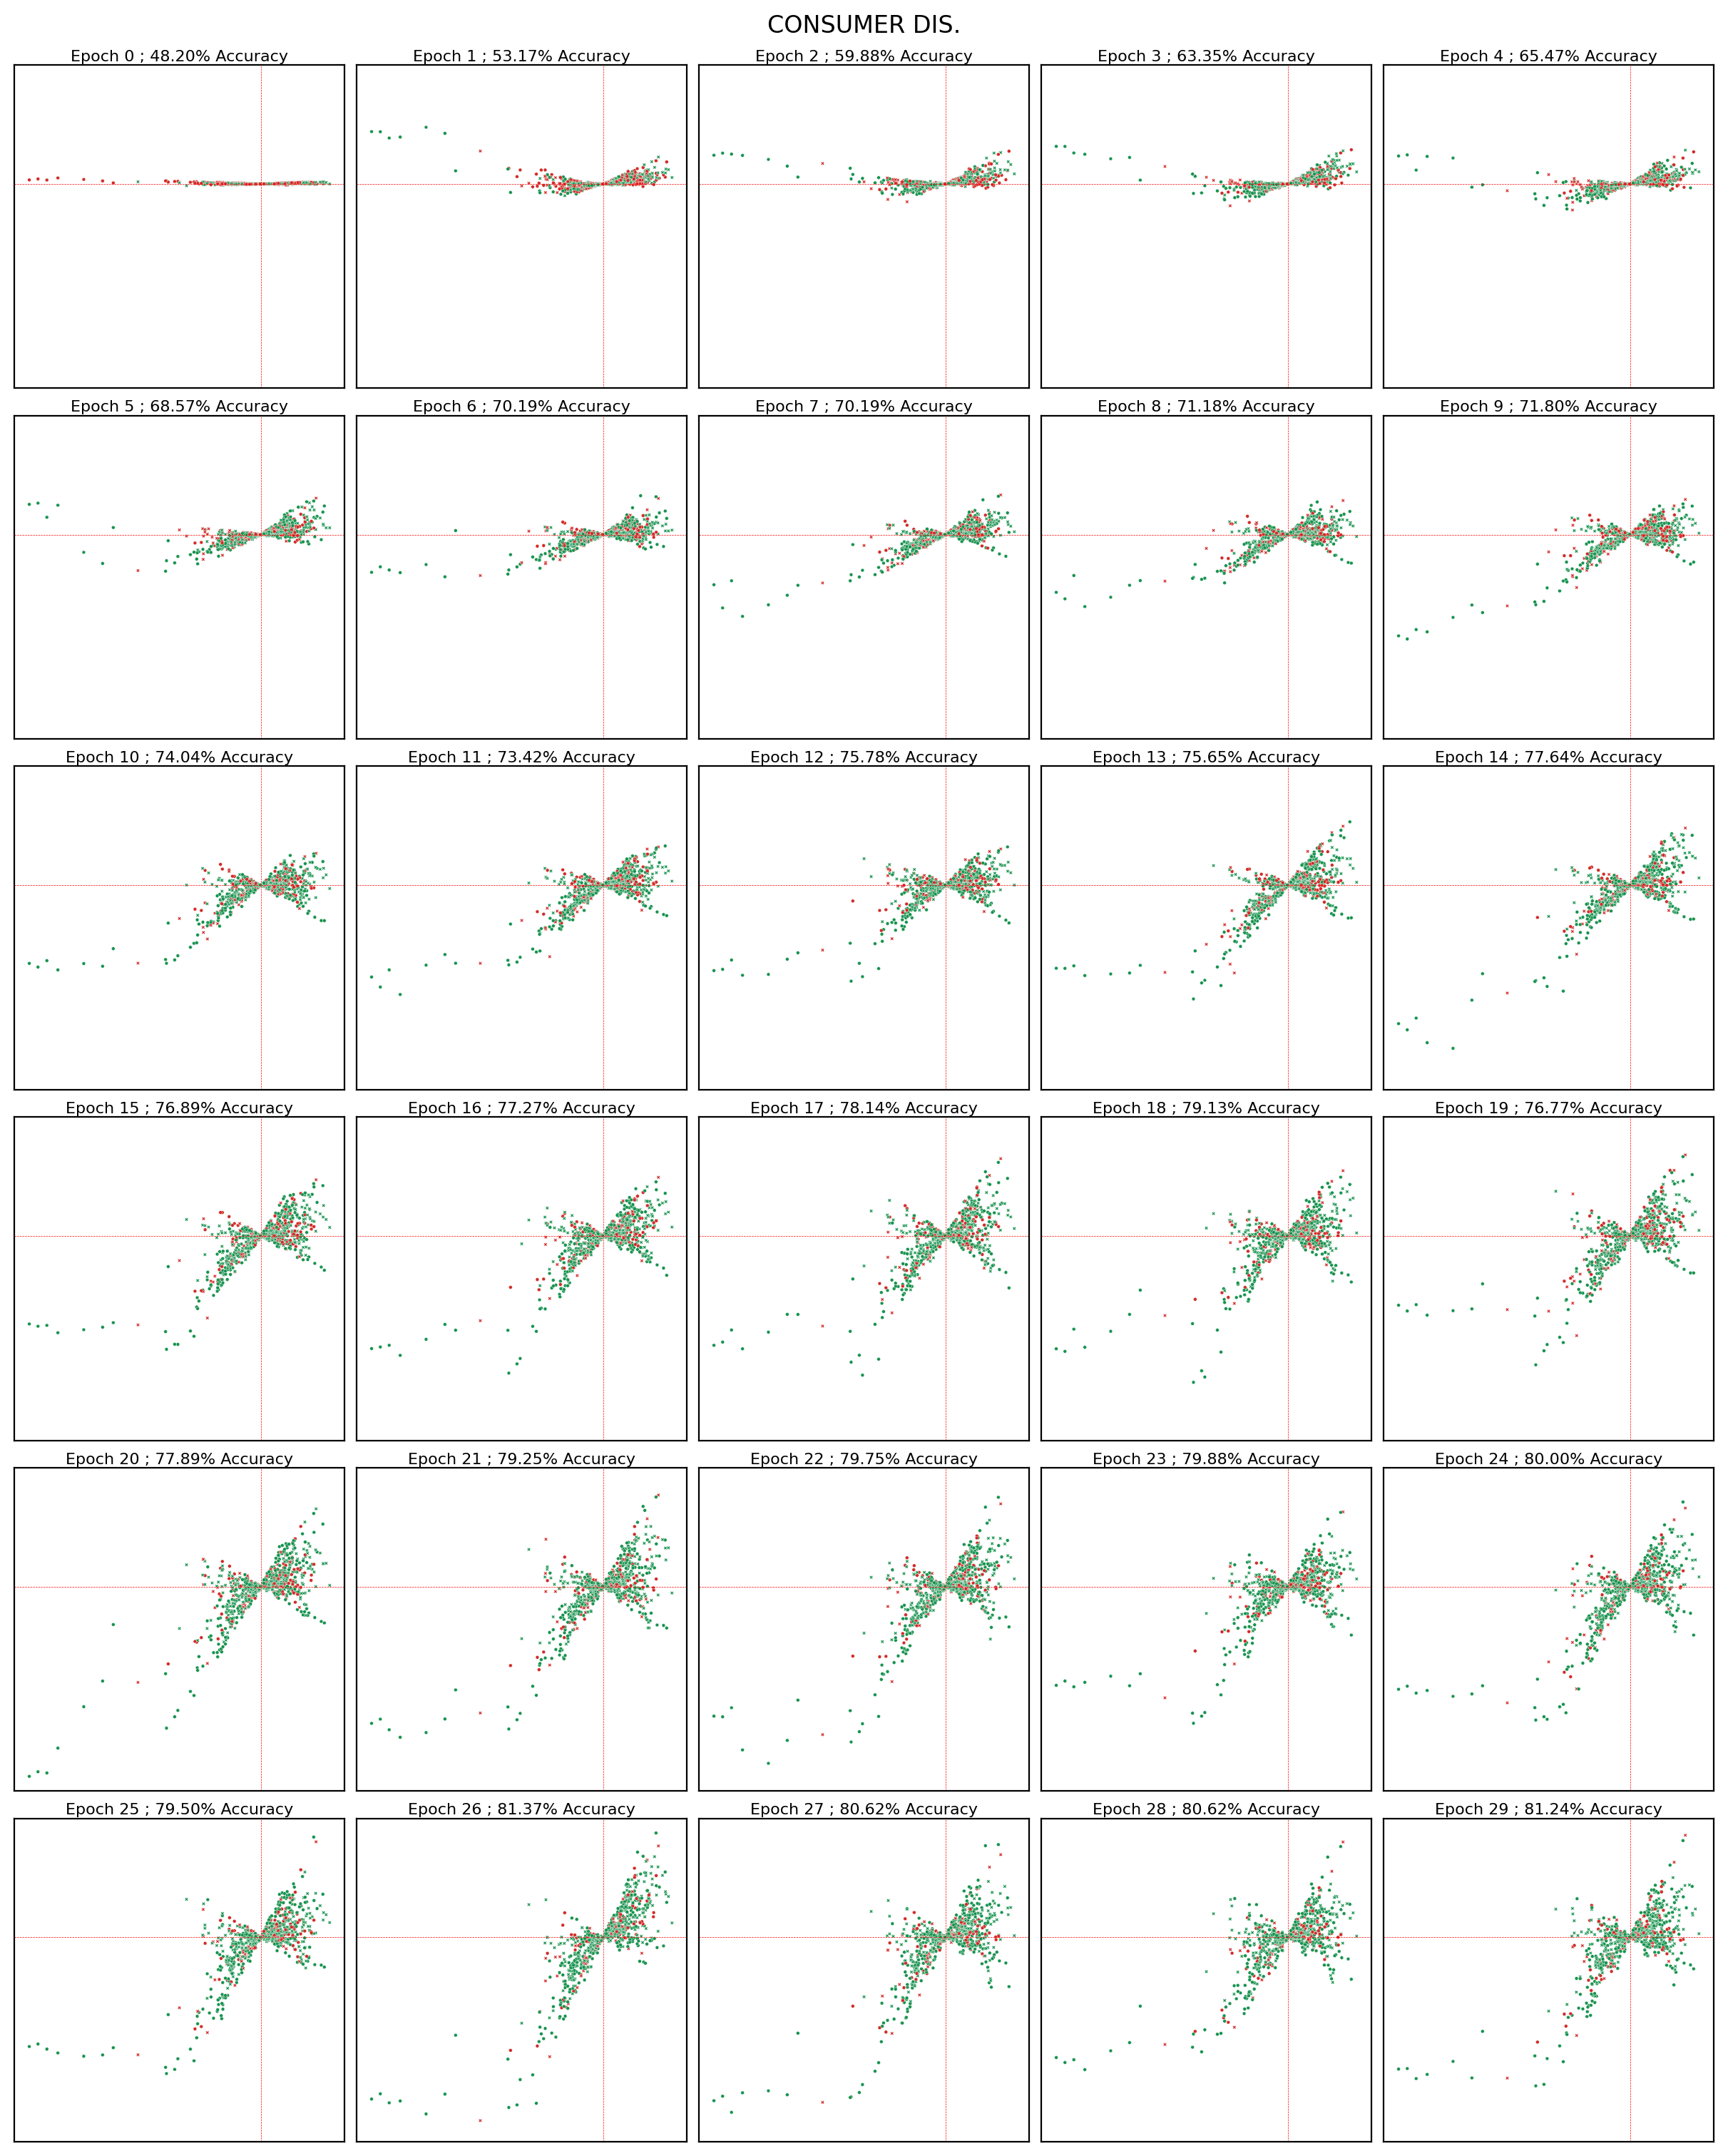 CONSUMER DIS.
Epoch 0 ; 48.20% Accuracy
Epoch 1 ; 53.17% Accuracy
Epoch 2 ; 59.88% Accuracy
Epoch 3 ; 63.35% Accuracy
Epoch 4 ; 65.47% Accuracy
Epoch 5 ; 68.57% Accuracy
Epoch 6 ; 70.19% Accuracy
Epoch 7 ; 70.19% Accuracy
Epoch 8 ; 71.18% Accuracy
Epoch 9 ; 71.80% Accuracy
Epoch 10 ; 74.04% Accuracy
Epoch 11 ; 73.42% Accuracy
Epoch 12 ; 75.78% Accuracy
Epoch 13 ; 75.65% Accuracy
Epoch 14 ; 77.64% Accuracy
Epoch 15 ; 76.89% Accuracy
Epoch 16 ; 77.27% Accuracy
Epoch 17 ; 78.14% Accuracy
Epoch 18 ; 79.13% Accuracy
Epoch 19 ; 76.77% Accuracy
Epoch 20 ; 77.89% Accuracy
Epoch 21 ; 79.25% Accuracy
Epoch 22 ; 79.75% Accuracy
Epoch 23 ; 79.88% Accuracy
Epoch 24 ; 80.00% Accuracy
Epoch 25 ; 79.50% Accuracy
Epoch 26 ; 81.37% Accuracy
Epoch 27 ; 80.62% Accuracy
Epoch 28 ; 80.62% Accuracy
Epoch 29 ; 81.24% Accuracy